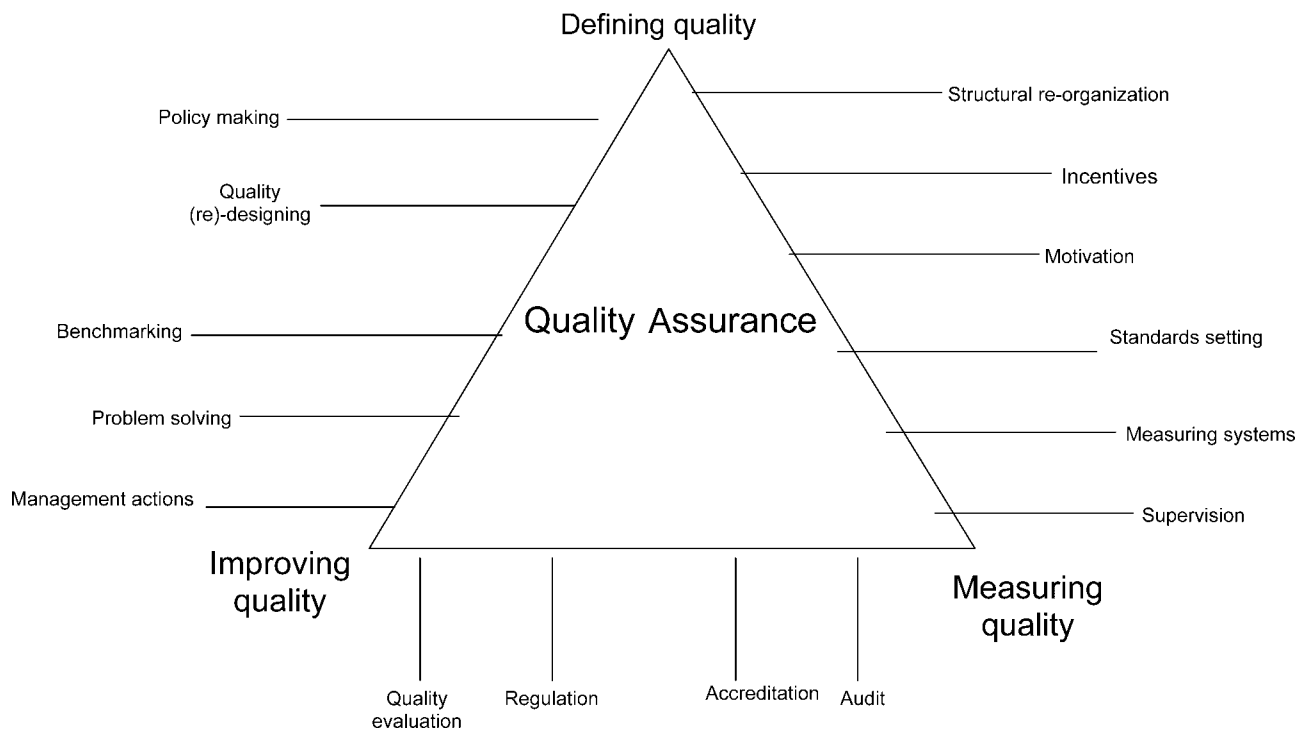 Defining quality
Structural re-organization
Policy making
Incentives
Quality
(re)-designing
Motivation
Quality Assurance
Benchmarking
Standards setting
Problem solving
Measuring systems
Management actions
Supervision
Improving
quality
Measuring
quality
Quality
evaluation
Regulation
Accreditation
Audit